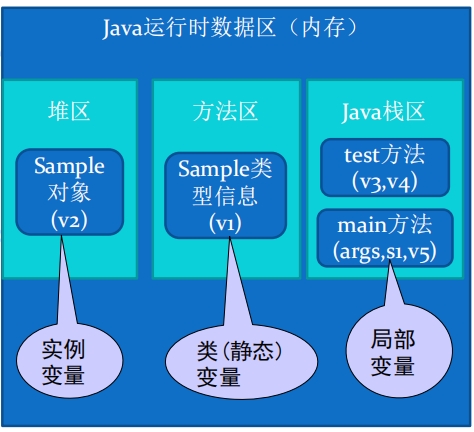 Java运行时数据区（内存）
堆区
Sample
对象
(v2)
方法区
Sample类
型信息
(v1)
Java栈区
test方法
(v3,v4)
main方法
(args,s1,v5)
实例
变量
类(静态）
变量
局部
变量